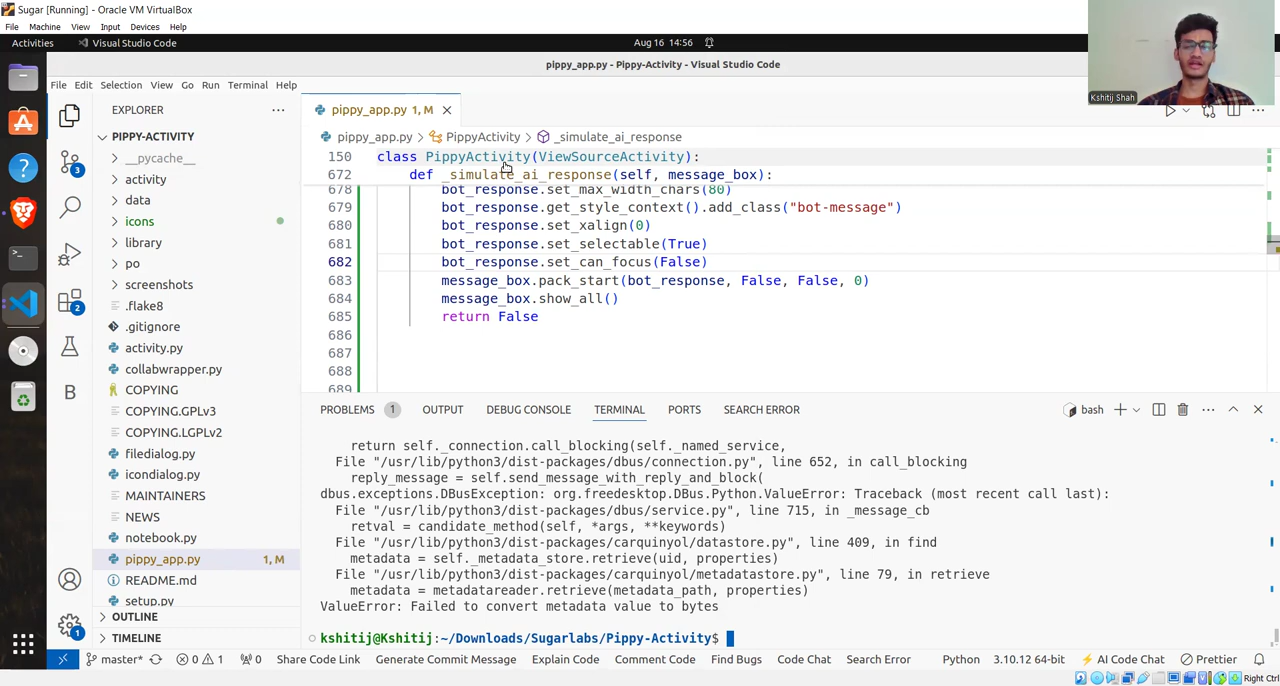 Sugar [Running] - Oracle VM VirtualBox
File Machine View Input Devices Help
Activities Visual Studio Code Aug 16 14:56
pippy_app.py - Pippy-Activity - Visual Studio Code
Kshitij Shah
File Edit Selection View Go Run Terminal Help
EXPLORER
pippy_app.py 1, M
pippy_app.py > PippyActivity > _simulate_ai_response
PIPPY-ACTIVITY
__pycache__
activity
data
icons
library
po
screenshots
.flake8
.gitignore
activity.py
collabwrapper.py
COPYING
COPYING.GPLv3
COPYING.LGPLv2
filedialog.py
icondialog.py
MAINTAINERS
NEWS
notebook.py
pippy_app.py 1, M
README.md
setup.py
OUTLINE
TIMELINE
3
2
1
150 class PippyActivity(ViewSourceActivity):
672 def _simulate_ai_response(self, message_box):
678 bot_response.set_max_width_chars(80)
679 bot_response.get_style_context().add_class("bot-message")
680 bot_response.set_xalign(0)
681 bot_response.set_selectable(True)
682 bot_response.set_can_focus(False)
683 message_box.pack_start(bot_response, False, False, 0)
684 message_box.show_all()
685 return False
686
687
688
689
PROBLEMS 1 OUTPUT DEBUG CONSOLE TERMINAL PORTS SEARCH ERROR bash
return self._connection.call_blocking(self._named_service,
File "/usr/lib/python3/dist-packages/dbus/connection.py", line 652, in call_blocking
reply_message = self.send_message_with_reply_and_block(
dbus.exceptions.DBusException: org.freedesktop.DBus.Python.ValueError: Traceback (most recent call last):
File "/usr/lib/python3/dist-packages/dbus/service.py", line 715, in _message_cb
retval = candidate_method(self, *args, **keywords)
File "/usr/lib/python3/dist-packages/carquinyol/datastore.py", line 409, in find
metadata = self._metadata_store.retrieve(uid, properties)
File "/usr/lib/python3/dist-packages/carquinyol/metadatastore.py", line 79, in retrieve
metadata = metadatareader.retrieve(metadata_path, properties)
ValueError: Failed to convert metadata value to bytes
kshitij@Kshitij:~/Downloads/Sugarlabs/Pippy-Activity$
master* 0 1 0 Share Code Link Generate Commit Message Explain Code Comment Code Find Bugs Code Chat Search Error Python 3.10.12 64-bit AI Code Chat Prettier
Right Ctrl